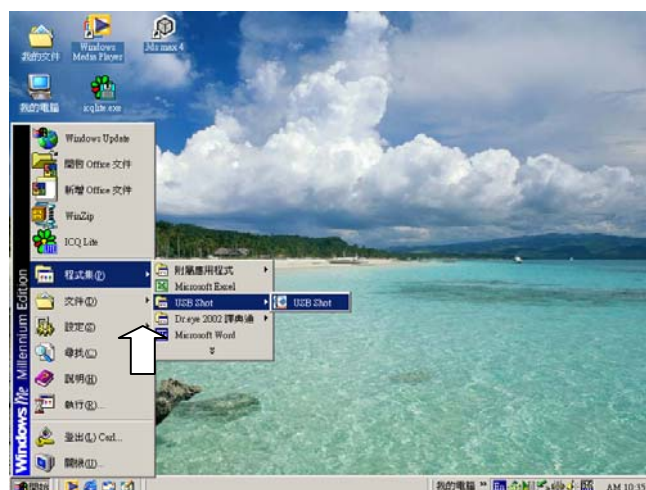 我的文件
Windows Media Player
3ds max 4
我的電腦
icqlite.exe
Windows Update
開啟 Office 文件
新增 Office 文件
WinZip
ICQ Lite
程式集(P)
文件(D)
設定(S)
尋找(C)
說明(H)
執行(R)...
登出(L) Carl...
關機(U)...
Windows Me Millennium Edition
附屬應用程式
Microsoft Excel
USB Shot
Dr.eye 2002 譯典通
Microsoft Word
USB Shot
開始
我的電腦 »
En
AM 10:35